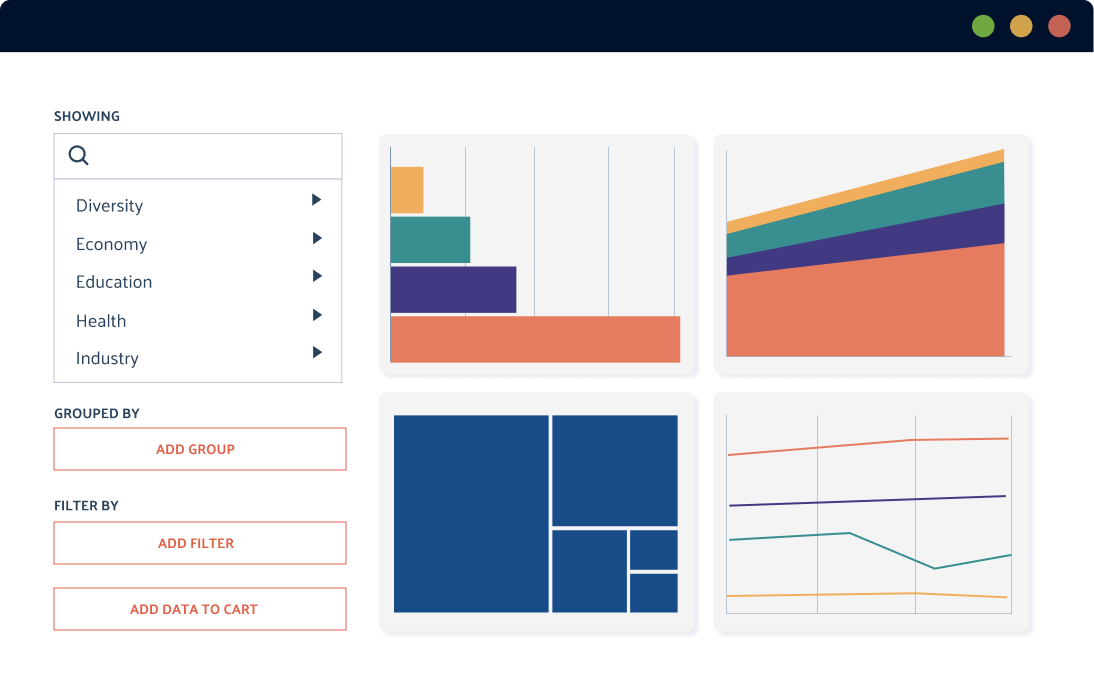 SHOWING
Diversity
Economy
Education
Health
Industry
GROUPED BY
ADD GROUP
FILTER BY
ADD FILTER
ADD DATA TO CART